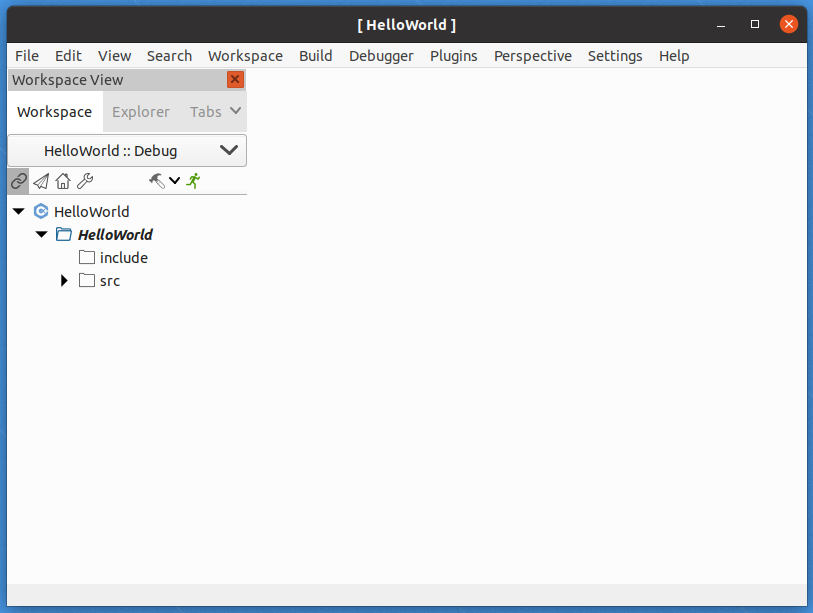 [ HelloWorld ]
File Edit View Search Workspace Build Debugger Plugins Perspective Settings Help
Workspace View
Workspace Explorer Tabs
HelloWorld :: Debug
HelloWorld
HelloWorld
include
src